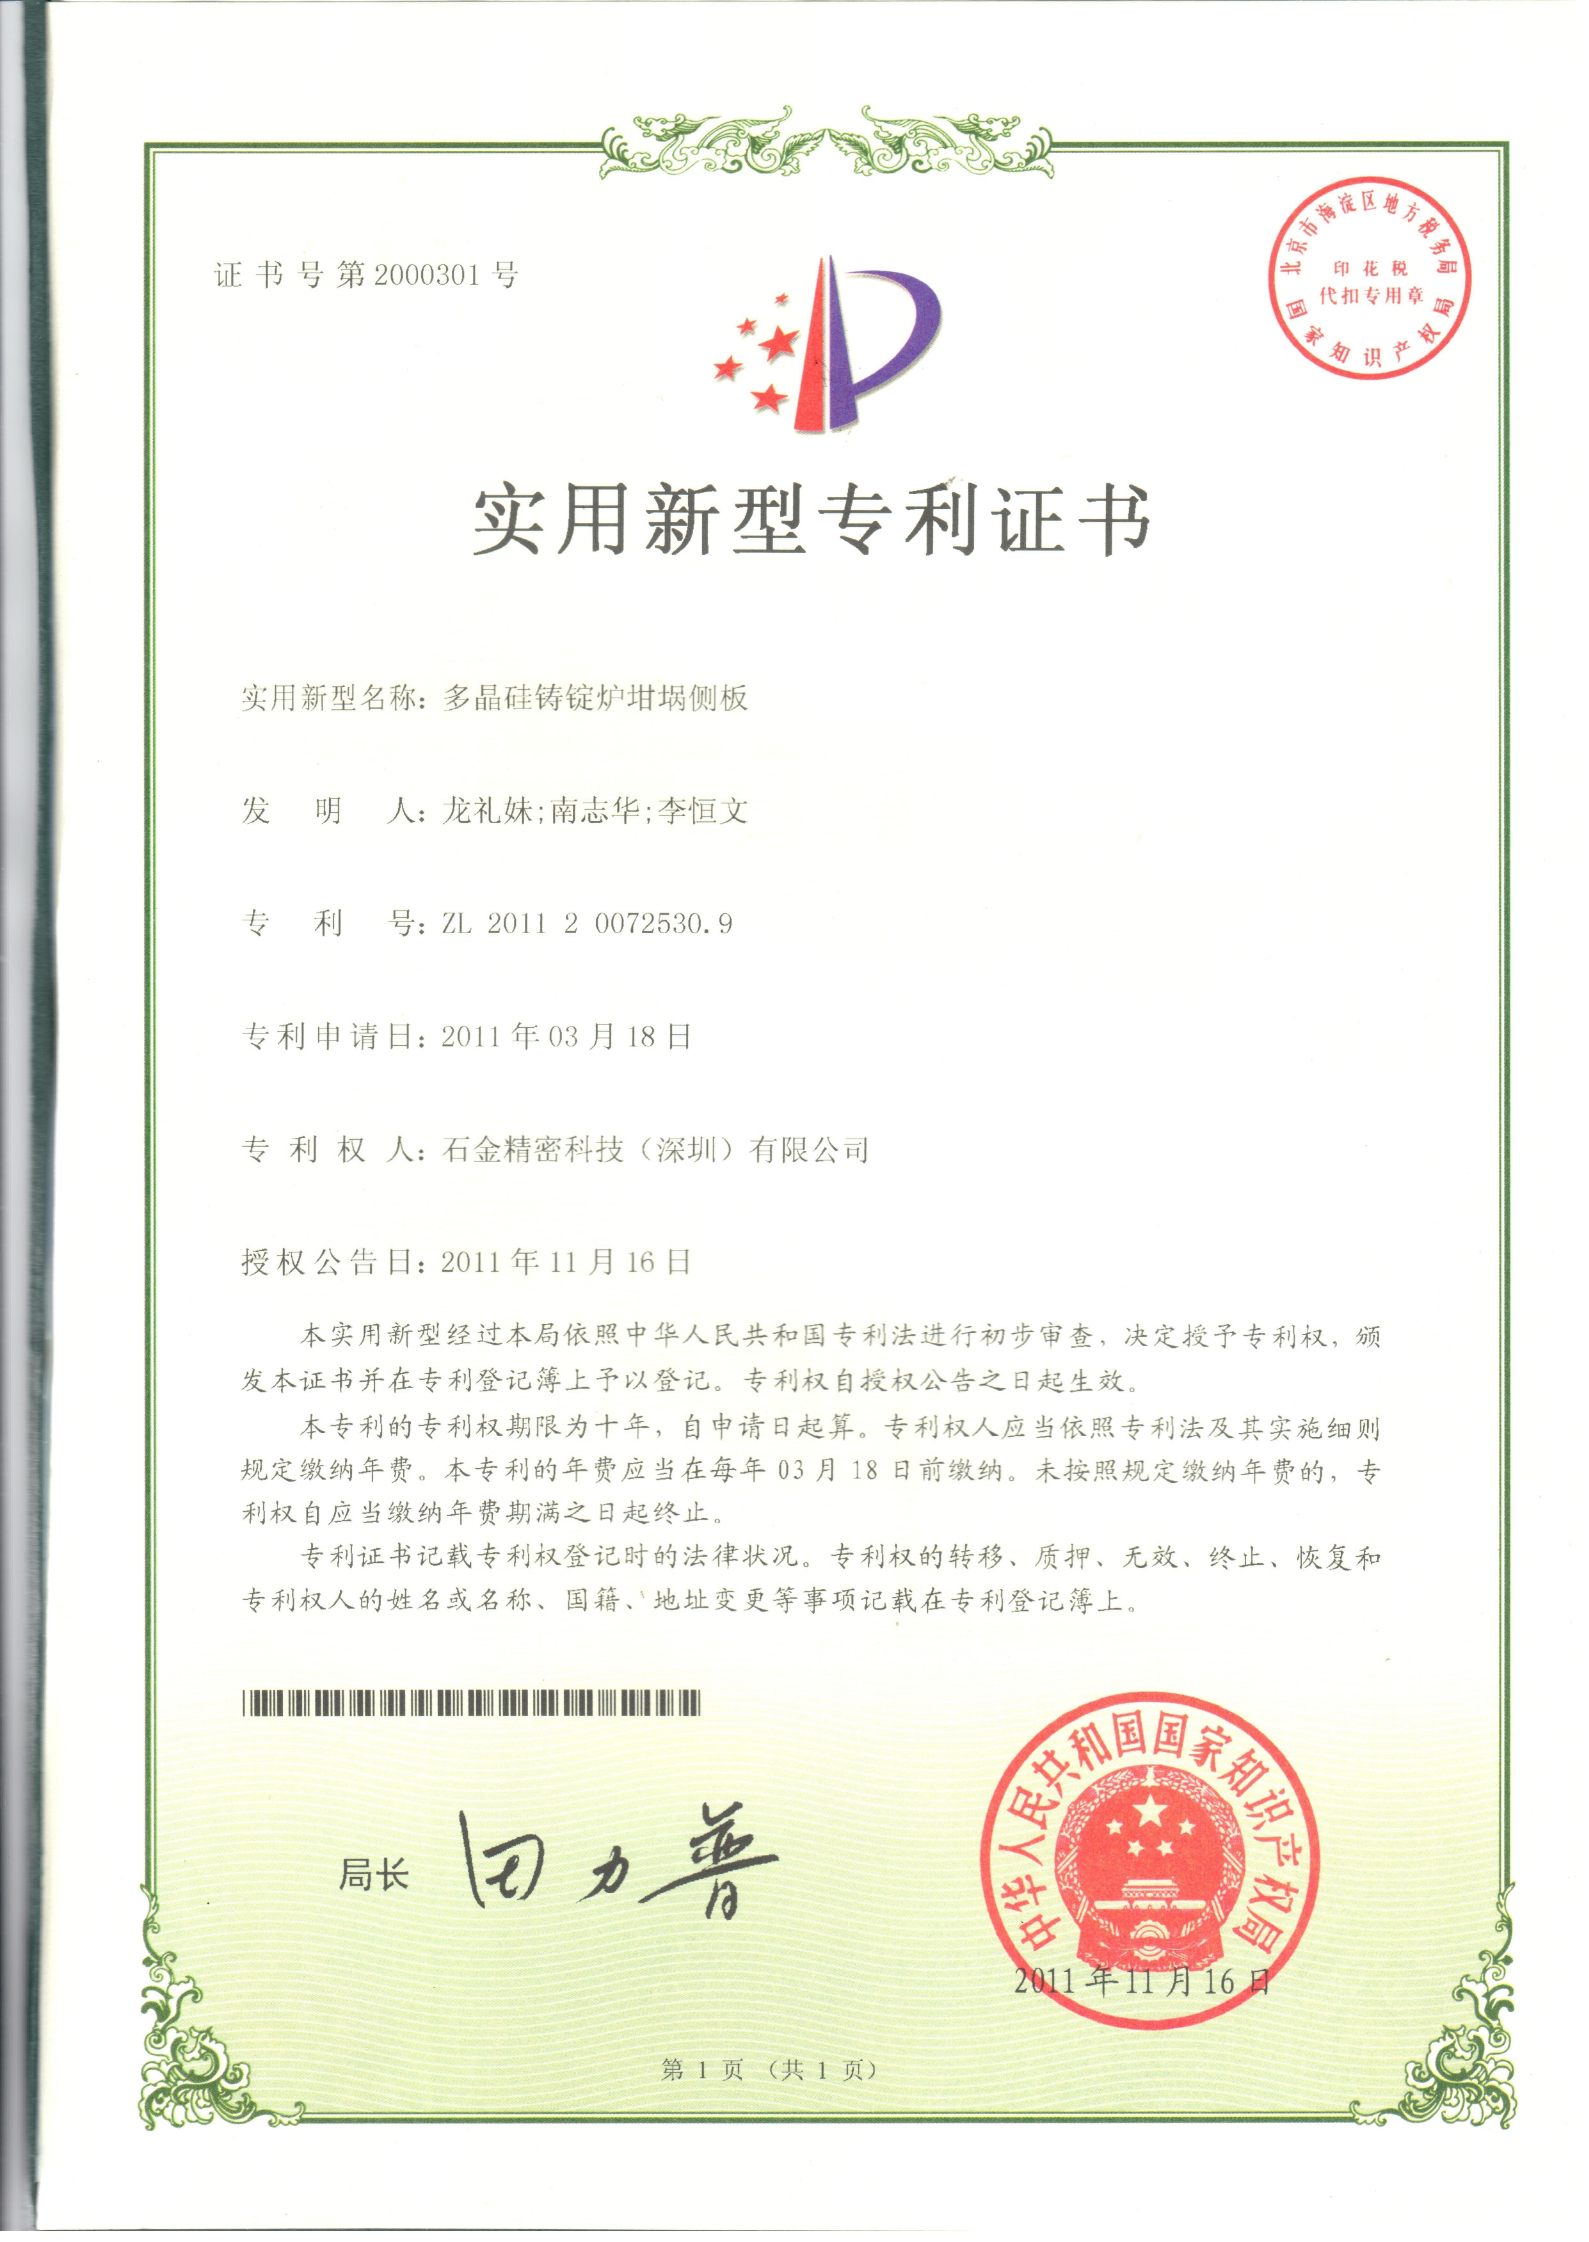 证书号第2000301号
北京市海淀区地方税务局
印花税
代扣专用章
国家知识产权局
实用新型专利证书
实用新型名称：多晶硅铸锭炉坩埚侧板
发明人：龙礼妹;南志华;李恒文
专利号：ZL 2011 2 0072530.9
专利申请日：2011年03月18日
专利权人：石金精密科技（深圳）有限公司
授权公告日：2011年11月16日
本实用新型经过本局依照中华人民共和国专利法进行初步审查，决定授予专利权，颁
发本证书并在专利登记簿上予以登记。专利权自授权公告之日起生效。
本专利的专利权期限为十年，自申请日起算。专利权人应当依照专利法及其实施细则
规定缴纳年费。本专利的年费应当在每年03月18日前缴纳。未按照规定缴纳年费的，专
利权自应当缴纳年费期满之日起终止。
专利证书记载专利权登记时的法律状况。专利权的转移、质押、无效、终止、恢复和
专利权人的姓名或名称、国籍、地址变更等事项记载在专利登记簿上。
局长 田力普
中华人民共和国国家知识产权局
2011年11月16日
第1页（共1页）